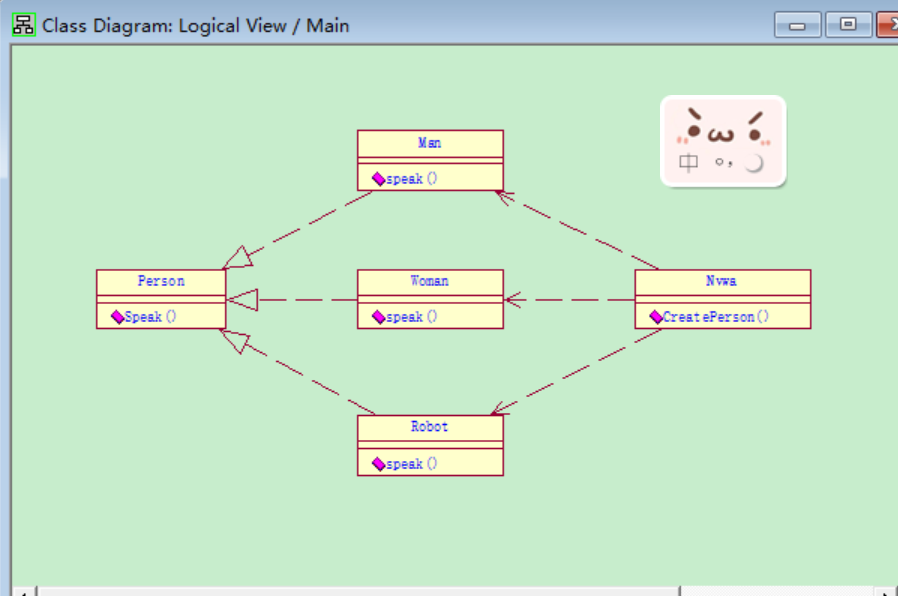 Class Diagram: Logical View / Main
Man
speak()
中 °,
Person
Speak()
Woman
speak()
Nvwa
CreatePerson()
Robot
speak()